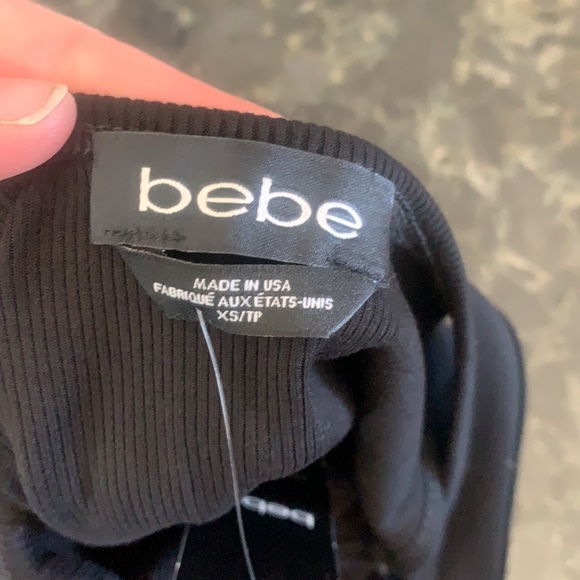 bebe
MADE IN USA
FABRIQUÉ AUX ÉTATS-UNIS
XS/TP